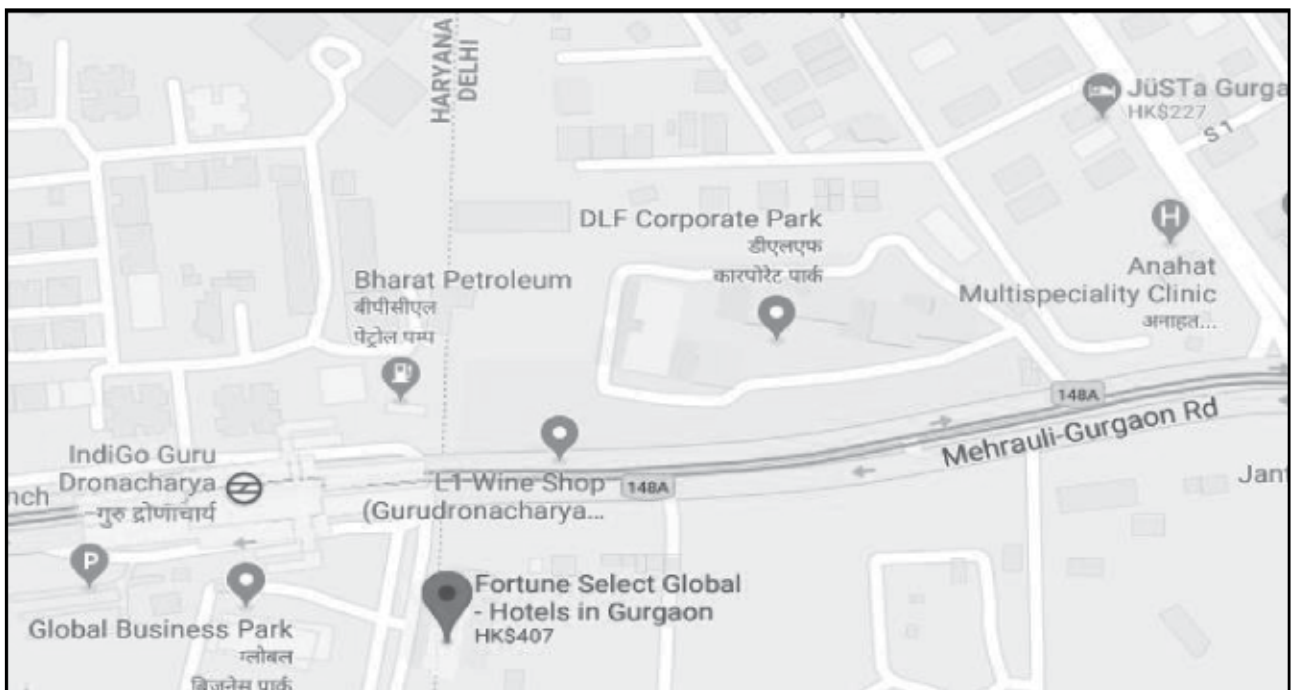 HARYANA
DELHI
JüSTa Gurga
HK$227
S 1
DLF Corporate Park
डीएलएफ
कारपोरेट पार्क
Anahat
Multispeciality Clinic
अनाहत...
Bharat Petroleum
बीपीसीएल
पेट्रोल पम्प
148A
Mehrauli-Gurgaon Rd
IndiGo Guru
Dronacharya
गुरु द्रोणाचार्य
nch
L1 Wine Shop
(Gurudronacharya...
148A
Jant
P
Fortune Select Global
- Hotels in Gurgaon
HK$407
Global Business Park
ग्लोबल
बिजनेस पार्क
H